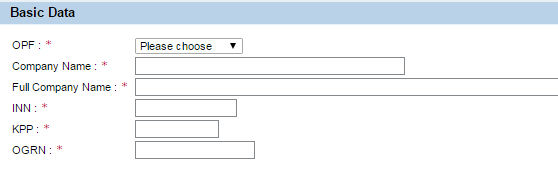 Basic Data
OPF : * Please choose ▼
Company Name : *
Full Company Name : *
INN : *
KPP : *
OGRN : *